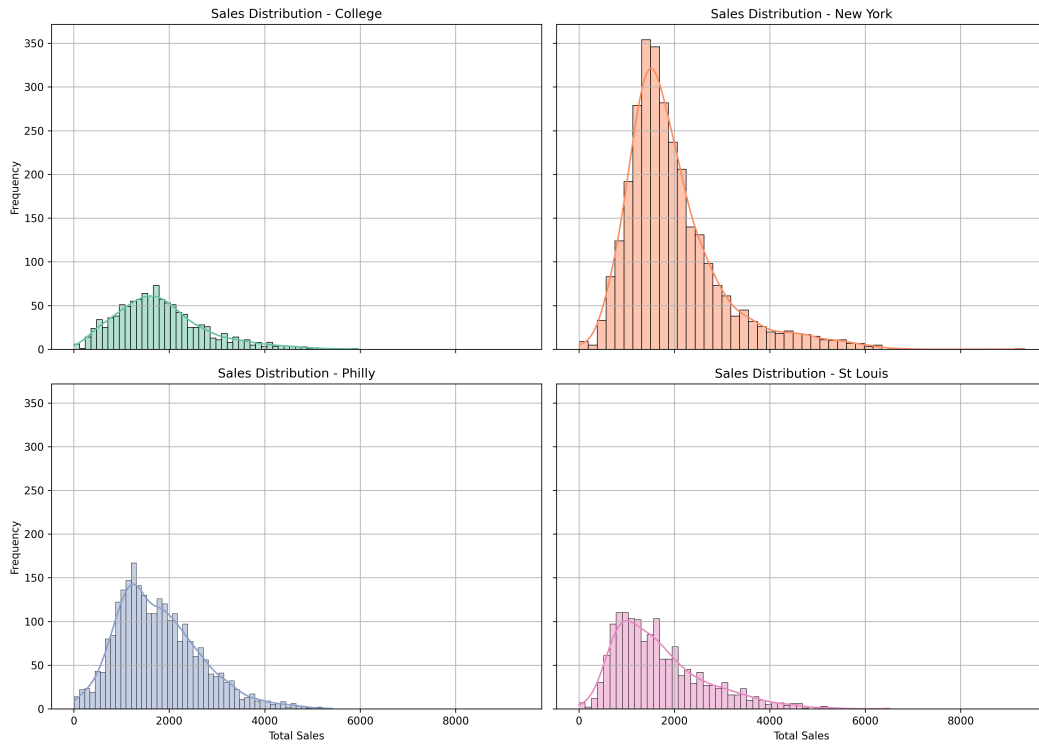 Sales Distribution - College
Sales Distribution - New York
350
300
250
200
150
100
50
0
Frequency
Sales Distribution - Philly
Sales Distribution - St Louis
350
300
250
200
150
100
50
0
Frequency
0 2000 4000 6000 8000
0 2000 4000 6000 8000
Total Sales
Total Sales